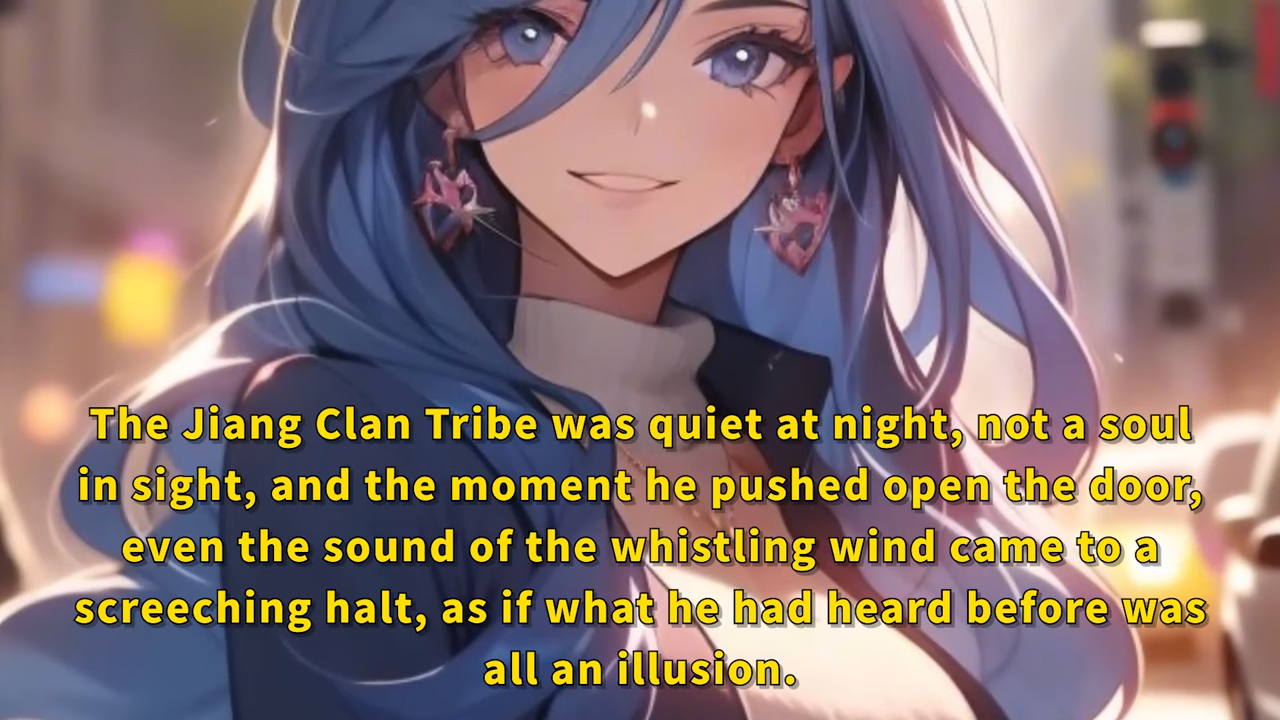 The Jiang Clan Tribe was quiet at night, not a soul
in sight, and the moment he pushed open the door,
even the sound of the whistling wind came to a
screeching halt, as if what he had heard before was
all an illusion.